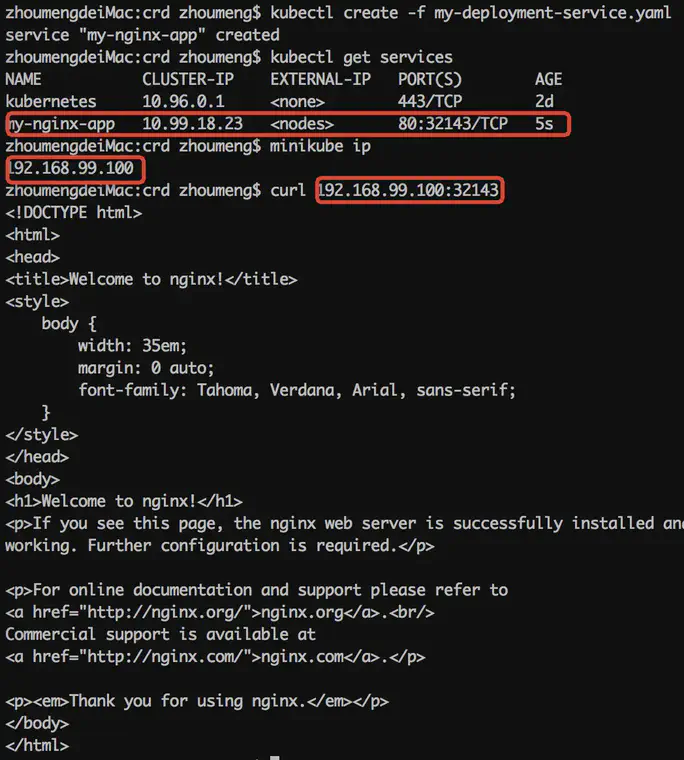 zhoumengdeiMac:crd zhoumeng$ kubectl create -f my-deployment-service.yaml
service "my-nginx-app" created
zhoumengdeiMac:crd zhoumeng$ kubectl get services
NAME CLUSTER-IP EXTERNAL-IP PORT(S) AGE
kubernetes 10.96.0.1 <none> 443/TCP 2d
my-nginx-app 10.99.18.23 <nodes> 80:32143/TCP 5s
zhoumengdeiMac:crd zhoumeng$ minikube ip
192.168.99.100
zhoumengdeiMac:crd zhoumeng$ curl 192.168.99.100:32143
<!DOCTYPE html>
<html>
<head>
<title>Welcome to nginx!</title>
<style>
    body {
        width: 35em;
        margin: 0 auto;
        font-family: Tahoma, Verdana, Arial, sans-serif;
    }
</style>
</head>
<body>
<h1>Welcome to nginx!</h1>
<p>If you see this page, the nginx web server is successfully installed and
working. Further configuration is required.</p>

<p>For online documentation and support please refer to
<a href="http://nginx.org/">nginx.org</a>.<br/>
Commercial support is available at
<a href="http://nginx.com/">nginx.com</a>.</p>

<p><em>Thank you for using nginx.</em></p>
</body>
</html>